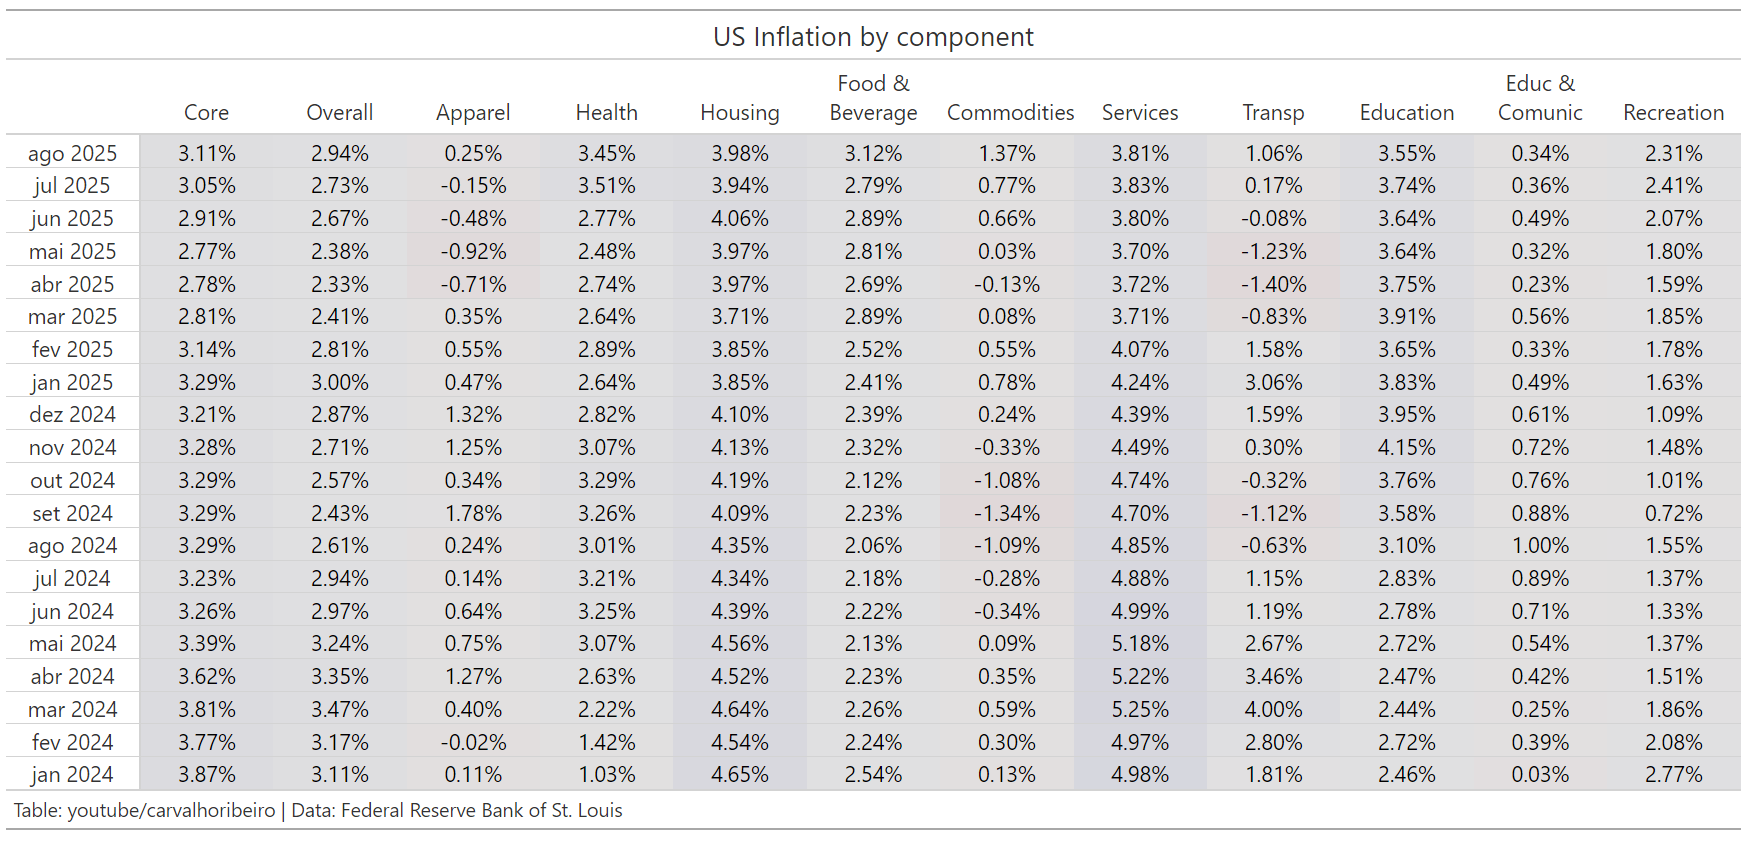 US Inflation by component
Core Overall Apparel Health Housing Food & Beverage Commodities Services Transp Education Educ & Comunic Recreation
ago 2025 3.11% 2.94% 0.25% 3.45% 3.98% 3.12% 1.37% 3.81% 1.06% 3.55% 0.34% 2.31%
jul 2025 3.05% 2.73% -0.15% 3.51% 3.94% 2.79% 0.77% 3.83% 0.17% 3.74% 0.36% 2.41%
jun 2025 2.91% 2.67% -0.48% 2.77% 4.06% 2.89% 0.66% 3.80% -0.08% 3.64% 0.49% 2.07%
mai 2025 2.77% 2.38% -0.92% 2.48% 3.97% 2.81% 0.03% 3.70% -1.23% 3.64% 0.32% 1.80%
abr 2025 2.78% 2.33% -0.71% 2.74% 3.97% 2.69% -0.13% 3.72% -1.40% 3.75% 0.23% 1.59%
mar 2025 2.81% 2.41% 0.35% 2.64% 3.71% 2.89% 0.08% 3.71% -0.83% 3.91% 0.56% 1.85%
fev 2025 3.14% 2.81% 0.55% 2.89% 3.85% 2.52% 0.55% 4.07% 1.58% 3.65% 0.33% 1.78%
jan 2025 3.29% 3.00% 0.47% 2.64% 3.85% 2.41% 0.78% 4.24% 3.06% 3.83% 0.49% 1.63%
dez 2024 3.21% 2.87% 1.32% 2.82% 4.10% 2.39% 0.24% 4.39% 1.59% 3.95% 0.61% 1.09%
nov 2024 3.28% 2.71% 1.25% 3.07% 4.13% 2.32% -0.33% 4.49% 0.30% 4.15% 0.72% 1.48%
out 2024 3.29% 2.57% 0.34% 3.29% 4.19% 2.12% -1.08% 4.74% -0.32% 3.76% 0.76% 1.01%
set 2024 3.29% 2.43% 1.78% 3.26% 4.09% 2.23% -1.34% 4.70% -1.12% 3.58% 0.88% 0.72%
ago 2024 3.29% 2.61% 0.24% 3.01% 4.35% 2.06% -1.09% 4.85% -0.63% 3.10% 1.00% 1.55%
jul 2024 3.23% 2.94% 0.14% 3.21% 4.34% 2.18% -0.28% 4.88% 1.15% 2.83% 0.89% 1.37%
jun 2024 3.26% 2.97% 0.64% 3.25% 4.39% 2.22% -0.34% 4.99% 1.19% 2.78% 0.71% 1.33%
mai 2024 3.39% 3.24% 0.75% 3.07% 4.56% 2.13% 0.09% 5.18% 2.67% 2.72% 0.54% 1.37%
abr 2024 3.62% 3.35% 1.27% 2.63% 4.52% 2.23% 0.35% 5.22% 3.46% 2.47% 0.42% 1.51%
mar 2024 3.81% 3.47% 0.40% 2.22% 4.64% 2.26% 0.59% 5.25% 4.00% 2.44% 0.25% 1.86%
fev 2024 3.77% 3.17% -0.02% 1.42% 4.54% 2.24% 0.30% 4.97% 2.80% 2.72% 0.39% 2.08%
jan 2024 3.87% 3.11% 0.11% 1.03% 4.65% 2.54% 0.13% 4.98% 1.81% 2.46% 0.03% 2.77%
Table: youtube/carvalhoribeiro | Data: Federal Reserve Bank of St. Louis